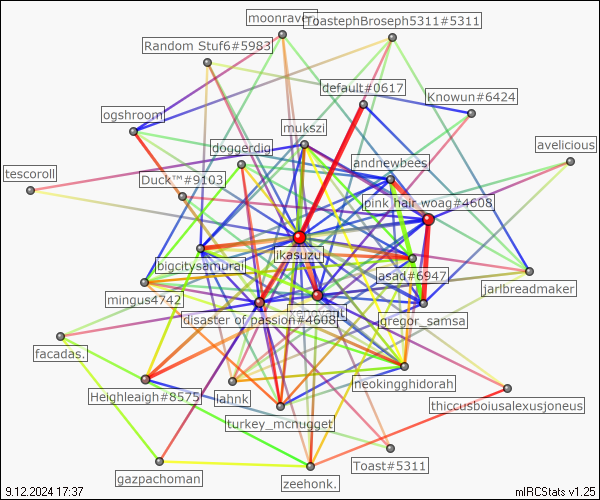 moonrave
ToastephBroseph5311#5311
Random Stuf6#5983
default#0617
Knowun#6424
ogshroom
mukszi
doggerdig
avelicious
andnewbees
tescoroll
Duck™#9103
pink hair woag#4608
jkasuzu
bigcitysamurai
asad#6947
jarlbreadmaker
mingus4742
disaster of passion#4608
gregor_samsa
facadas.
neokingghidorah
Heighleaigh#8575
lahnk
thiccusboiusalexusjoneus
turkey_mcnugget
Toast#5311
gazpachoman
zeehonk.
9.12.2024 17:37
mIRCStats v1.25